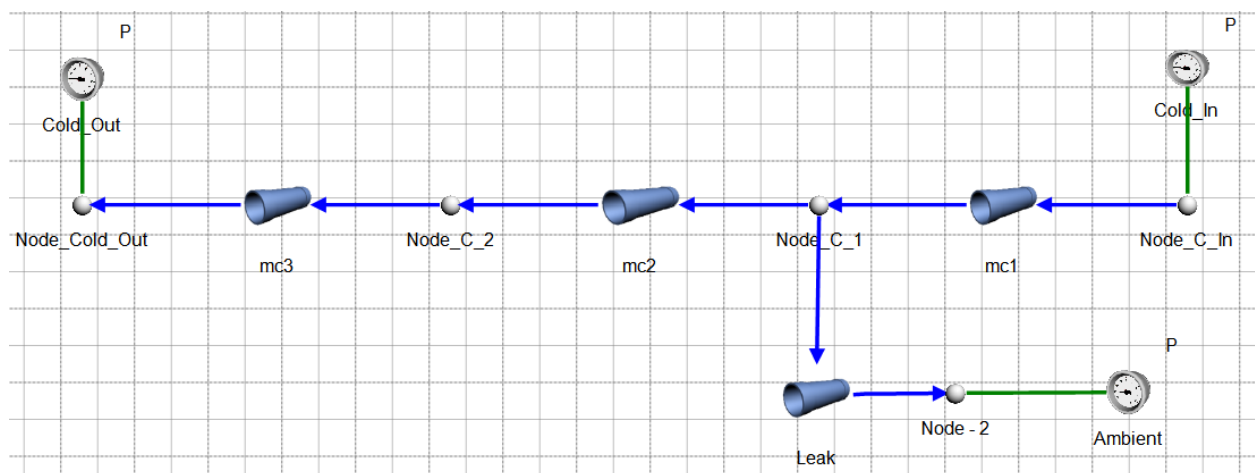 P
P
Cold_Out
Cold_In
Node_Cold_Out
Node_C_2
Node_C_1
Node_C_In
mc3
mc2
mc1
P
Node - 2
Ambient
Leak